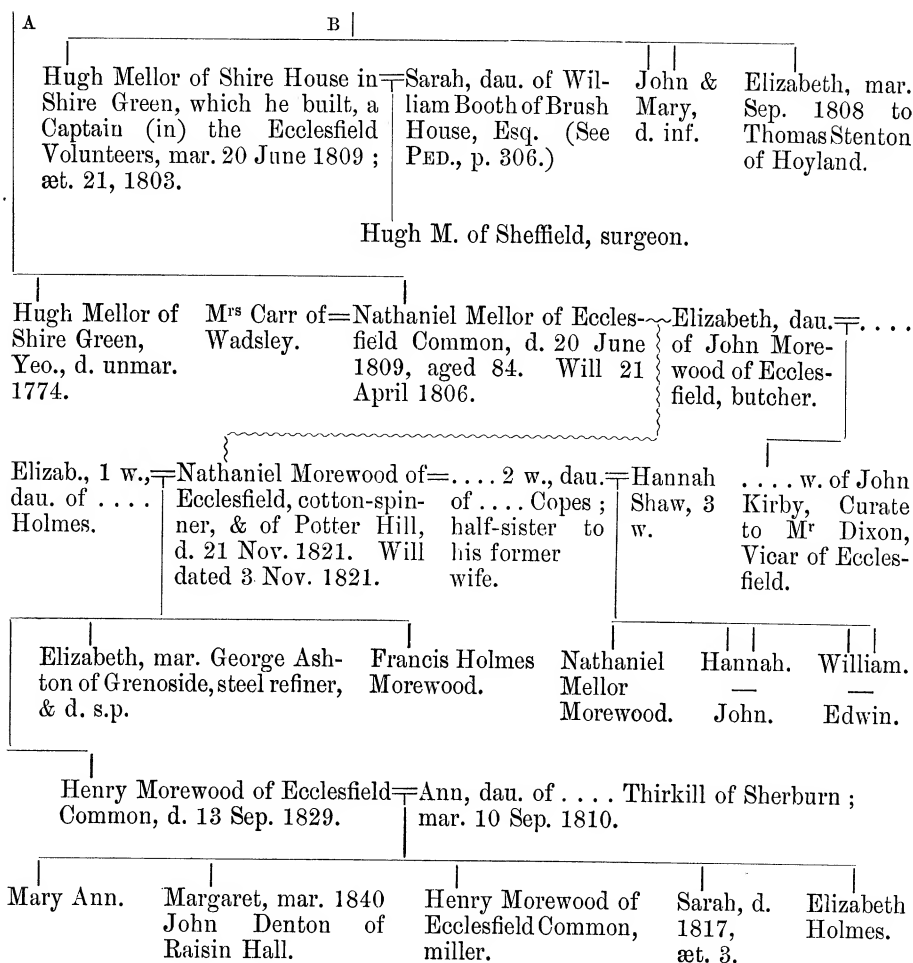 A
B
Hugh Mellor of Shire House in
Shire Green, which he built, a
Captain (in) the Ecclesfield
Volunteers, mar. 20 June 1809 ;
æt. 21, 1803.
Sarah, dau. of Wil-
liam Booth of Brush
House, Esq. (See
PED., p. 306.)
John &
Mary,
d. inf.
Elizabeth, mar.
Sep. 1808 to
Thomas Stenton
of Hoyland.
Hugh M. of Sheffield, surgeon.
Hugh Mellor of
Shire Green,
Yeo., d. unmar.
1774.
Mrs Carr of
Wadsley.
=Nathaniel Mellor of Eccles-
field Common, d. 20 June
1809, aged 84. Will 21
April 1806.
Elizabeth, dau.
of John More-
wood of Eccles-
field, butcher.
. . . .
Elizab., 1 w.,
dau. of . . . .
Holmes.
Nathaniel Morewood of
Ecclesfield, cotton-spin-
ner, & of Potter Hill,
d. 21 Nov. 1821. Will
dated 3 Nov. 1821.
= . . . . 2 w., dau.
of . . . . Copes ;
half-sister to
his former
wife.
Hannah
Shaw, 3
w.
. . . . w. of John
Kirby, Curate
to Mr Dixon,
Vicar of Eccles-
field.
Elizabeth, mar. George Ash-
ton of Grenoside, steel refiner,
& d. s.p.
Francis Holmes
Morewood.
Nathaniel
Mellor
Morewood.
Hannah.
—
John.
William.
—
Edwin.
Henry Morewood of Ecclesfield
Common, d. 13 Sep. 1829.
Ann, dau. of . . . . Thirkill of Sherburn ;
mar. 10 Sep. 1810.
Mary Ann.
Margaret, mar. 1840
John Denton of
Raisin Hall.
Henry Morewood of
Ecclesfield Common,
miller.
Sarah, d.
1817,
æt. 3.
Elizabeth
Holmes.